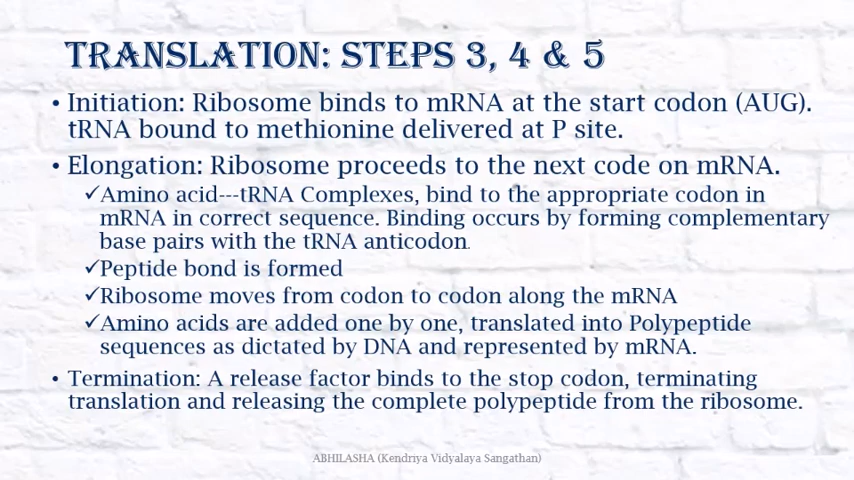 TRANSLATION: STEPS 3, 4 & 5
• Initiation: Ribosome binds to mRNA at the start codon (AUG).
tRNA bound to methionine delivered at P site.
• Elongation: Ribosome proceeds to the next code on mRNA.
✓Amino acid---tRNA Complexes, bind to the appropriate codon in
mRNA in correct sequence. Binding occurs by forming complementary
base pairs with the tRNA anticodon.
✓Peptide bond is formed
✓Ribosome moves from codon to codon along the mRNA
✓Amino acids are added one by one, translated into Polypeptide
sequences as dictated by DNA and represented by mRNA.
• Termination: A release factor binds to the stop codon, terminating
translation and releasing the complete polypeptide from the ribosome.
ABHILASHA (Kendriya Vidyalaya Sangathan)